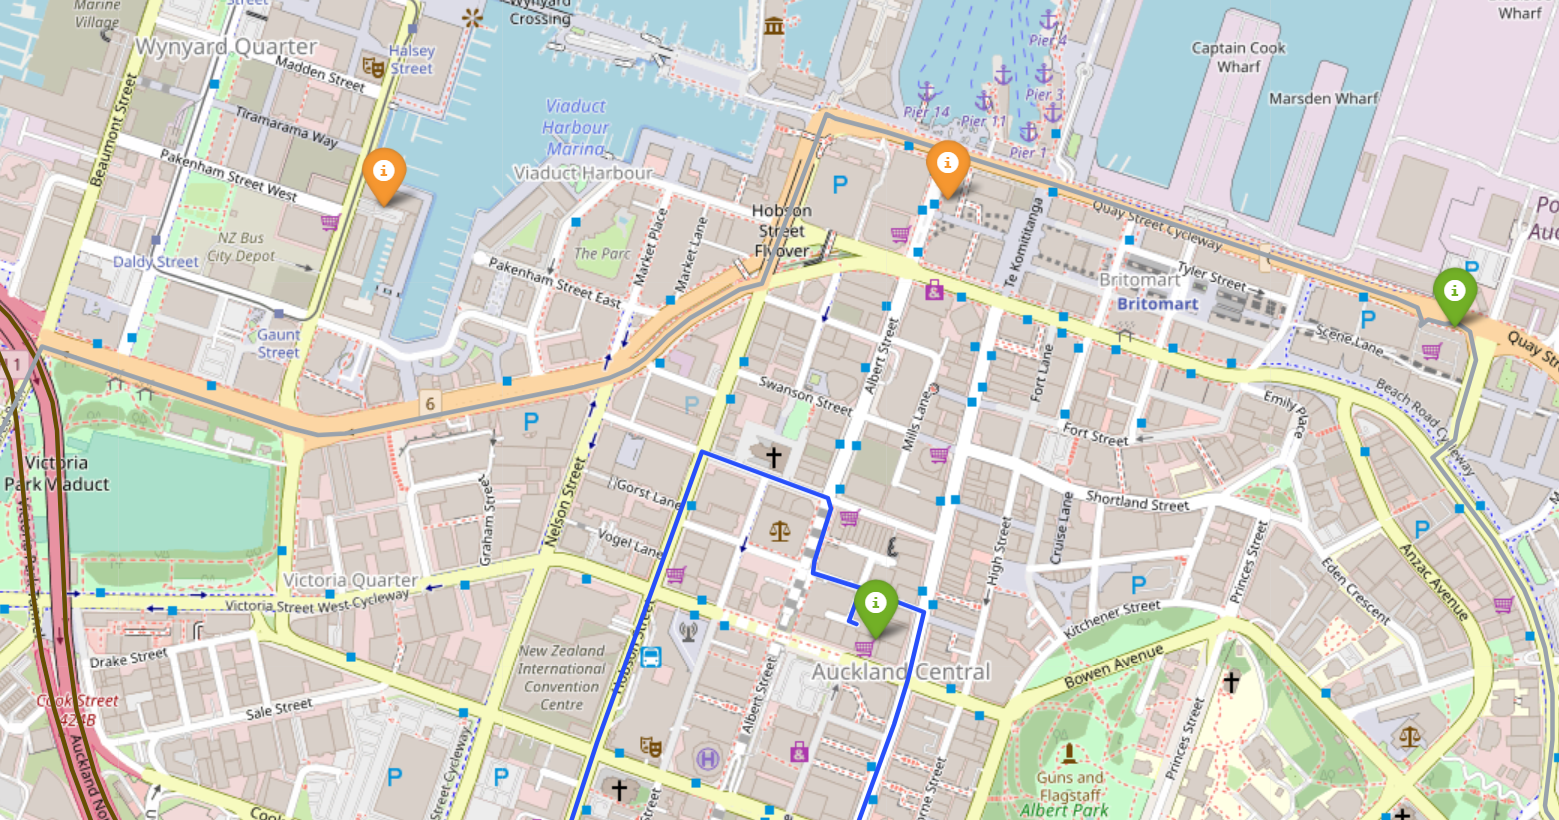 Marine
Village
Street
Wynyard
Crossing
Wharf
Wynyard Quarter
Halsey
Street
Madden Street
Pier 4
Captain Cook
Wharf
Beaumont Street
Tiramarama Way
Viaduct
Harbour
Marina
Pier 14
Pier 11
Pier 3
Pier 1
Marsden Wharf
Pakenham Street West
Viaduct Harbour
P
Hobson
Street
Flyover
Quay Street Cycleway
NZ Bus
City Depot
Daldy Street
The Parc
Market Place
Market Lane
Te Komititanga
Pakenham Street East
Britomart
Britomart
Tyler Street
P
P
Gaunt
Street
Scene Lane
Quay Str
1
6
P
P
Swanson Street
Albert Street
Mills Lane
Fort Lane
Fort Street
Emily Place
Beach Road Cycleway
Victoria
Park Viaduct
Graham Street
Nelson Street
Gorst Lane
Vogel Lane
Shortland Street
Cruise Lane
High Street
Princes Street
P
Anzac Avenue
Eden Crescent
Victoria Quarter
Victoria Street West Cycleway
P
Kitchener Street
Drake Street
Hobson Street
New Zealand
International
Convention
Centre
Auckland Central
Bowen Avenue
Cook Street
424B
Sale Street
Albert Street
Princes Street
H
P
P
Street Cycleway
Auckland No
Cook
Street
rne Street
Guns and
Flagstaff
Albert Park